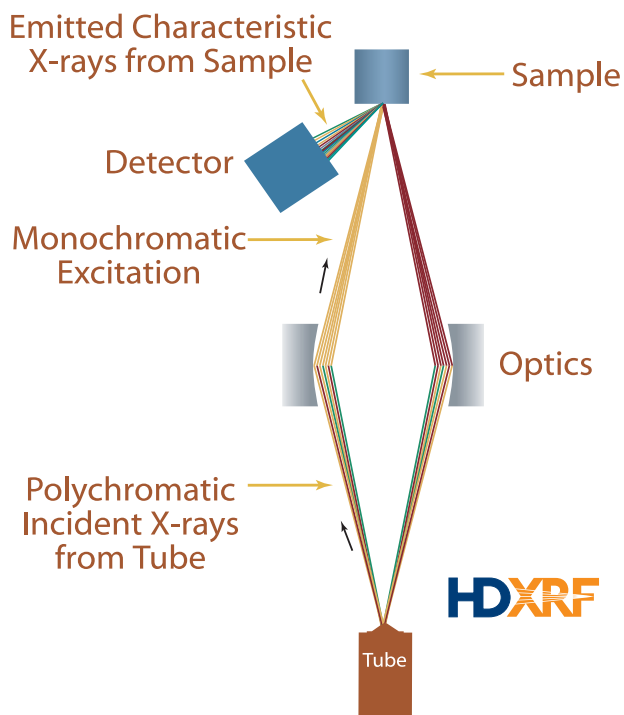 Emitted Characteristic
X-rays from Sample
Sample
Detector
Monochromatic
Excitation
Optics
Polychromatic
Incident X-rays
from Tube
HDXRF
Tube